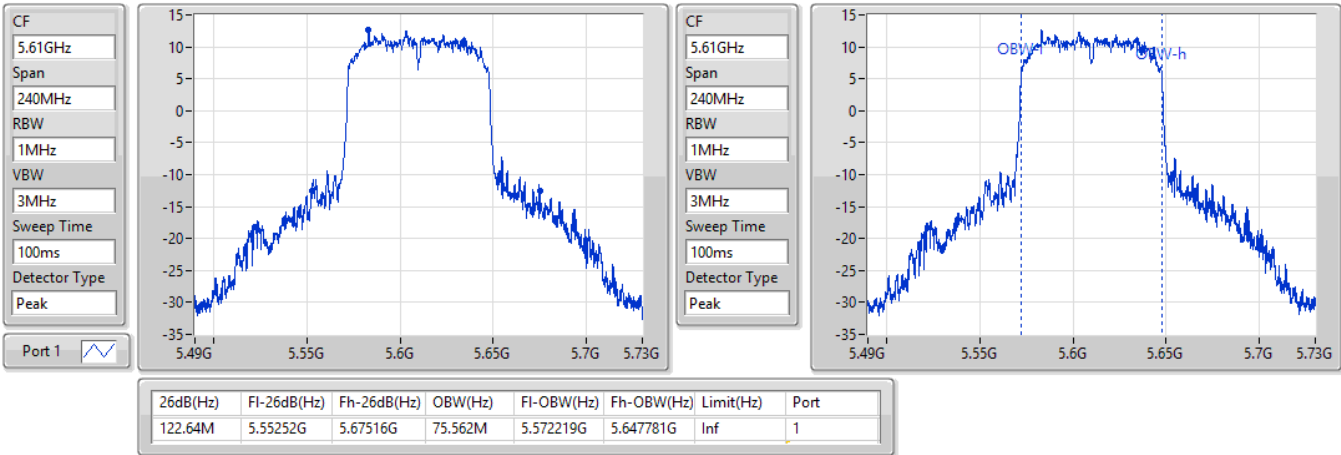 CF
5.61GHz
Span
240MHz
RBW
1MHz
VBW
3MHz
Sweep Time
100ms
Detector Type
Peak
Port 1
15
10
5
0
-5
-10
-15
-20
-25
-30
-35
5.49G 5.55G 5.6G 5.65G 5.7G 5.73G
CF
5.61GHz
Span
240MHz
RBW
1MHz
VBW
3MHz
Sweep Time
100ms
Detector Type
Peak
15
10
5
0
-5
-10
-15
-20
-25
-30
-35
OBW-l
OBW-h
5.49G 5.55G 5.6G 5.65G 5.7G 5.73G
26dB(Hz) Fl-26dB(Hz) Fh-26dB(Hz) OBW(Hz) Fl-OBW(Hz) Fh-OBW(Hz) Limit(Hz) Port
122.64M 5.55252G 5.67516G 75.562M 5.572219G 5.647781G Inf 1